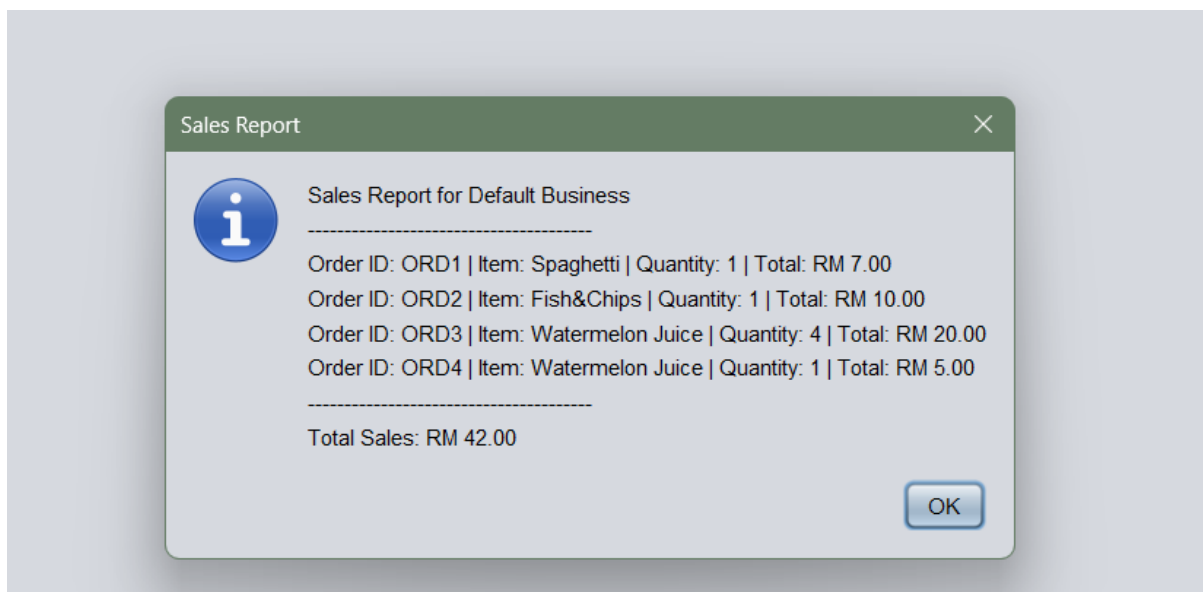 Sales Report
Sales Report for Default Business
---------------------------------------
Order ID: ORD1 | Item: Spaghetti | Quantity: 1 | Total: RM 7.00
Order ID: ORD2 | Item: Fish&Chips | Quantity: 1 | Total: RM 10.00
Order ID: ORD3 | Item: Watermelon Juice | Quantity: 4 | Total: RM 20.00
Order ID: ORD4 | Item: Watermelon Juice | Quantity: 1 | Total: RM 5.00
---------------------------------------
Total Sales: RM 42.00
OK